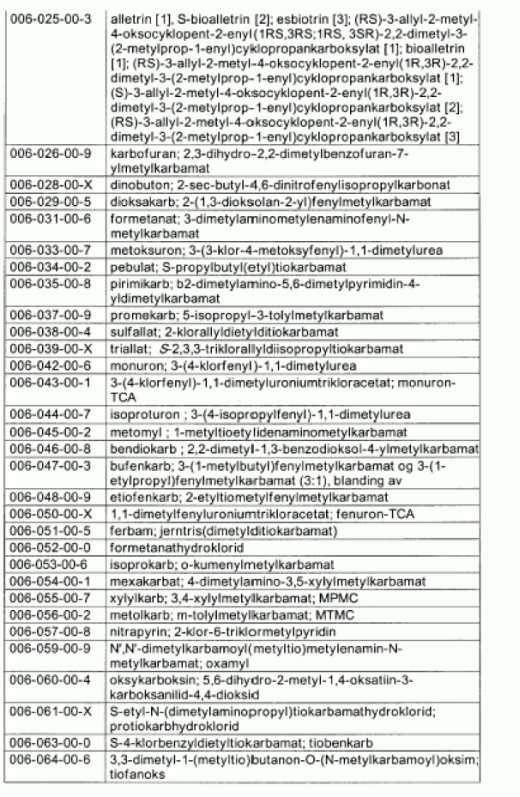 006-025-00-3 alletrin [1], S-bioalletrin [2]; esbiotrin [3]; (RS)-3-allyl-2-metyl-
4-oksocyklopent-2-enyl(1RS,3RS;1RS, 3SR)-2,2-dimetyl-3-
(2-metylprop-1-enyl)cyklopropankarboksylat [1]; bioalletrin
[1]; (RS)-3-allyl-2-metyl-4-oksocyklopent-2-enyl(1R,3R)-2,2-
dimetyl-3-(2-metylprop-1-enyl)cyklopropankarboksylat [1];
(S)-3-allyl-2-metyl-4-oksocyklopent-2-enyl(1R,3R)-2,2-
dimetyl-3-(2-metylprop-1-enyl)cyklopropankarboksylat [2];
(RS)-3-allyl-2-metyl-4-oksocyklopent-2-enyl(1R,3R)-2,2-
dimetyl-3-(2-metylprop-1-enyl)cyklopropankarboksylat [3]
006-026-00-9 karbofuran; 2,3-dihydro-2,2-dimetylbenzofuran-7-
ylmetylkarbamat
006-028-00-X dinobuton; 2-sec-butyl-4,6-dinitrofenylisopropylkarbonat
006-029-00-5 dioksakarb; 2-(1,3-dioksolan-2-yl)fenylmetylkarbamat
006-031-00-6 formetanat; 3-dimetylaminometylenaminofenyl-N-
metylkarbamat
006-033-00-7 metoksuron; 3-(3-klor-4-metoksyfenyl)-1,1-dimetylurea
006-034-00-2 pebulat; S-propylbutyl(etyl)tiokarbamat
006-035-00-8 pirimikarb; b2-dimetylamino-5,6-dimetylpyrimidin-4-
yldimetylkarbamat
006-037-00-9 promekarb; 5-isopropyl-3-tolylmetylkarbamat
006-038-00-4 sulfallat; 2-klorallyldietylditiokarbamat
006-039-00-X triallat; S-2,3,3-triklorallyldiisopropyltiokarbamat
006-042-00-6 monuron; 3-(4-klorfenyl)-1,1-dimetylurea
006-043-00-1 3-(4-klorfenyl)-1,1-dimetyluroniumtrikloracetat; monuron-
TCA
006-044-00-7 isoproturon ; 3-(4-isopropylfenyl)-1,1-dimetylurea
006-045-00-2 metomyl ; 1-metyltioetylidenaminometylkarbamat
006-046-00-8 bendiokarb ; 2,2-dimetyl-1,3-benzodioksol-4-ylmetylkarbamat
006-047-00-3 bufenkarb; 3-(1-metylbutyl)fenylmetylkarbamat og 3-(1-
etylpropyl)fenylmetylkarbamat (3:1), blanding av
006-048-00-9 etiofenkarb; 2-etyltiometylfenylmetylkarbamat
006-050-00-X 1,1-dimetylfenyluroniumtrikloracetat; fenuron-TCA
006-051-00-5 ferbam; jerntris(dimetylditiokarbamat)
006-052-00-0 formetanathydroklorid
006-053-00-6 isoprokarb; o-kumenylmetylkarbamat
006-054-00-1 mexakarbat; 4-dimetylamino-3,5-xylylmetylkarbamat
006-055-00-7 xylylkarb; 3,4-xylylmetylkarbamat; MPMC
006-056-00-2 metolkarb; m-tolylmetylkarbamat; MTMC
006-057-00-8 nitrapyrin; 2-klor-6-triklormetylpyridin
006-059-00-9 N',N'-dimetylkarbamoyl(metyltio)metylenamin-N-
metylkarbamat; oxamyl
006-060-00-4 oksykarboksin; 5,6-dihydro-2-metyl-1,4-oksatiin-3-
karboksanilid-4,4-dioksid
006-061-00-X S-etyl-N-(dimetylaminopropyl)tiokarbamathydroklorid;
protiokarbhydroklorid
006-063-00-0 S-4-klorbenzyldietyltiokarbamat; tiobenkarb
006-064-00-6 3,3-dimetyl-1-(metyltio)butanon-O-(N-metylkarbamoyl)oksim;
tiofanoks